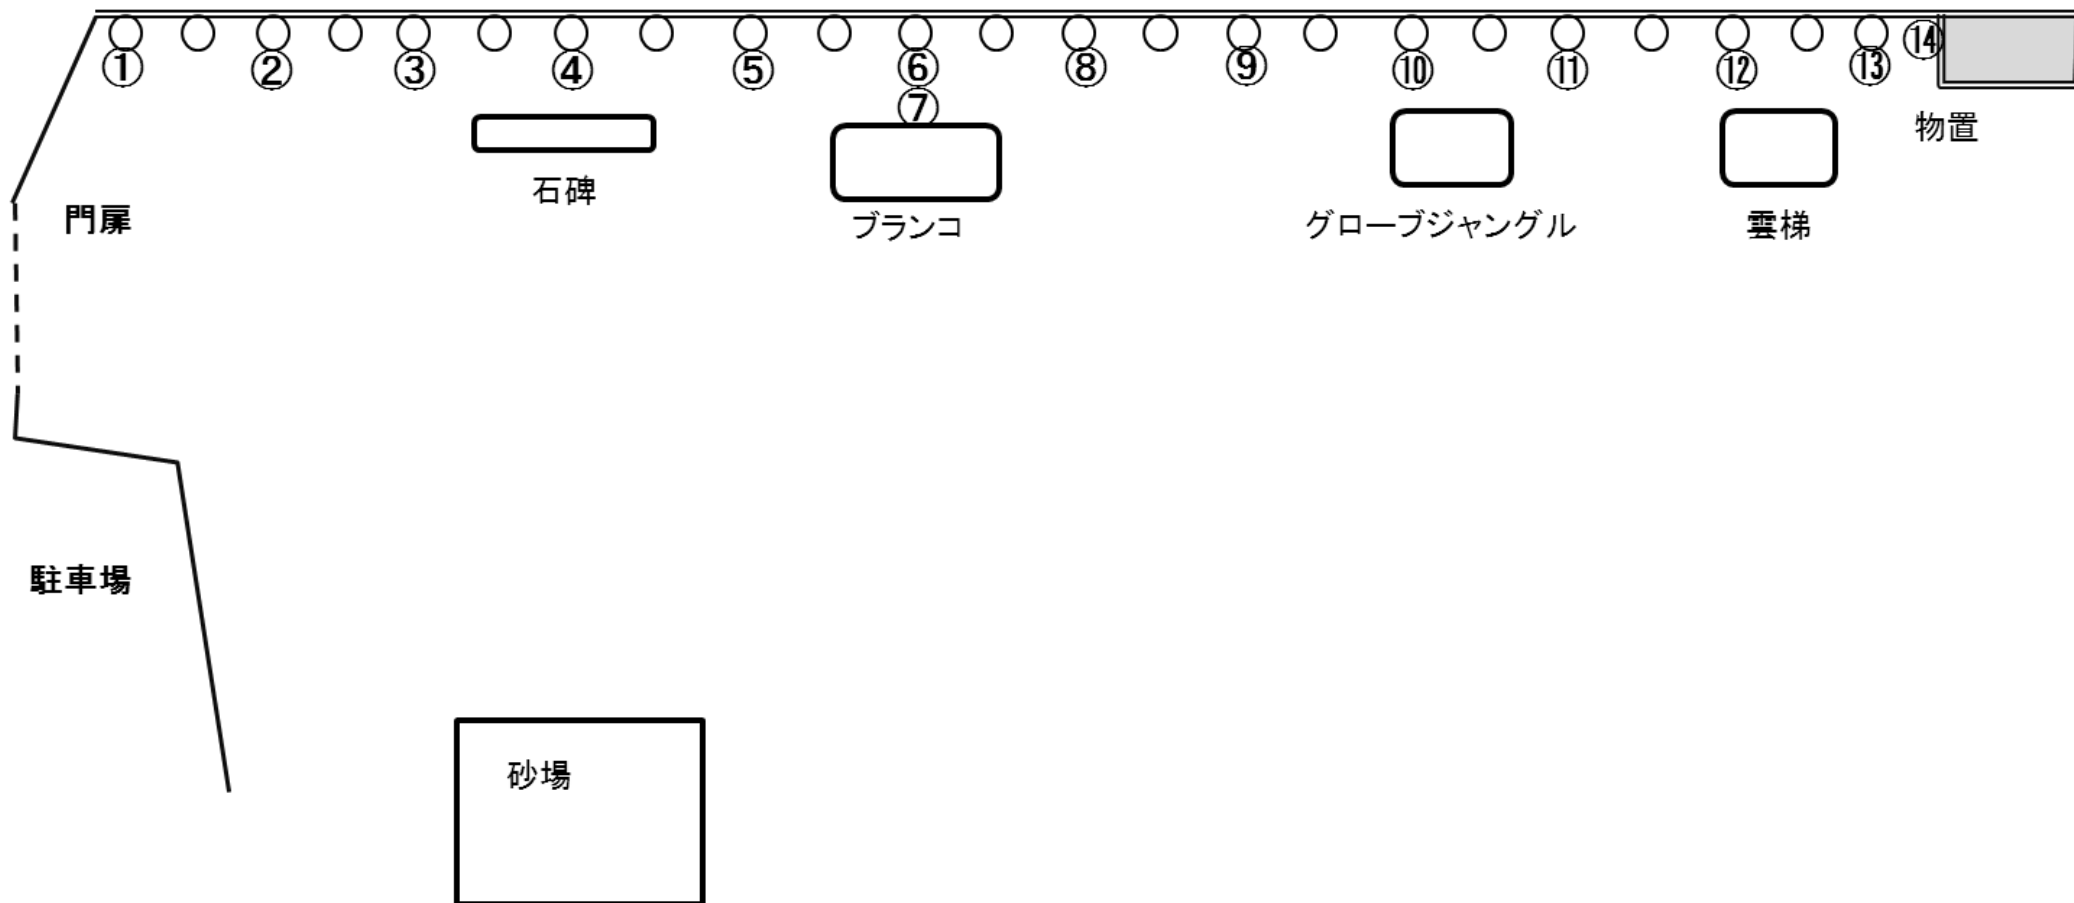 ① ② ③ ④ ⑤ ⑥ ⑧ ⑨ ⑩ ⑪ ⑫ ⑬ ⑭
⑦
物置
石碑
ブランコ
グローブジャングル
雲梯
門扉
駐車場
砂場